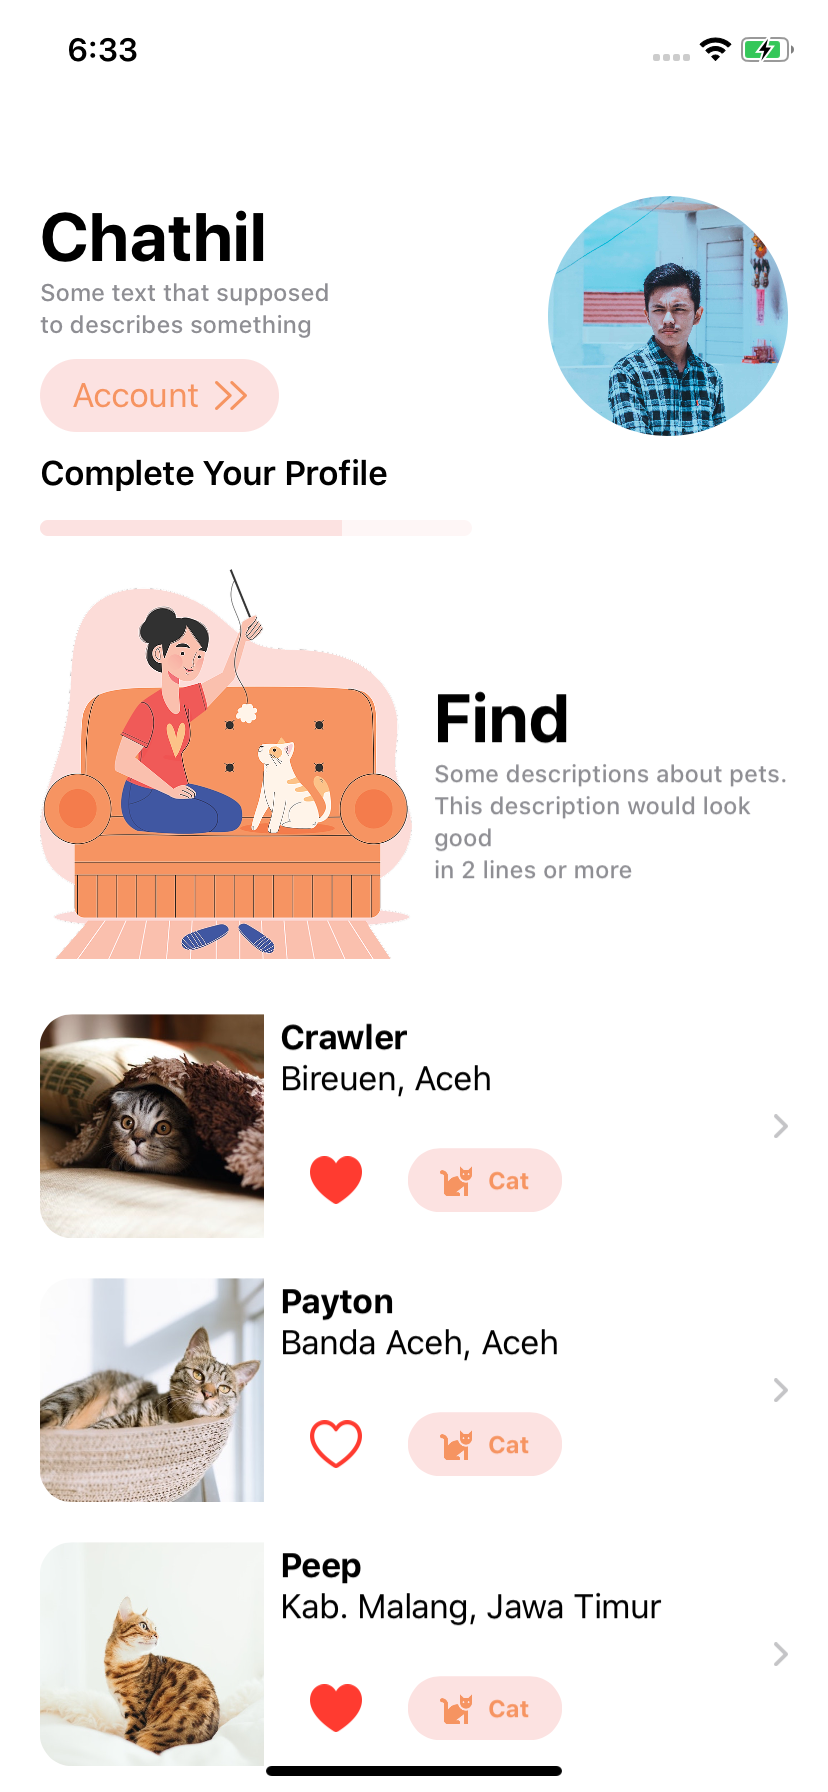 6:33
Chathil
Some text that supposed
to describes something
Account
Complete Your Profile
Find
Some descriptions about pets.
This description would look
good
in 2 lines or more
Crawler
Bireuen, Aceh
Cat
Payton
Banda Aceh, Aceh
Cat
Peep
Kab. Malang, Jawa Timur
Cat